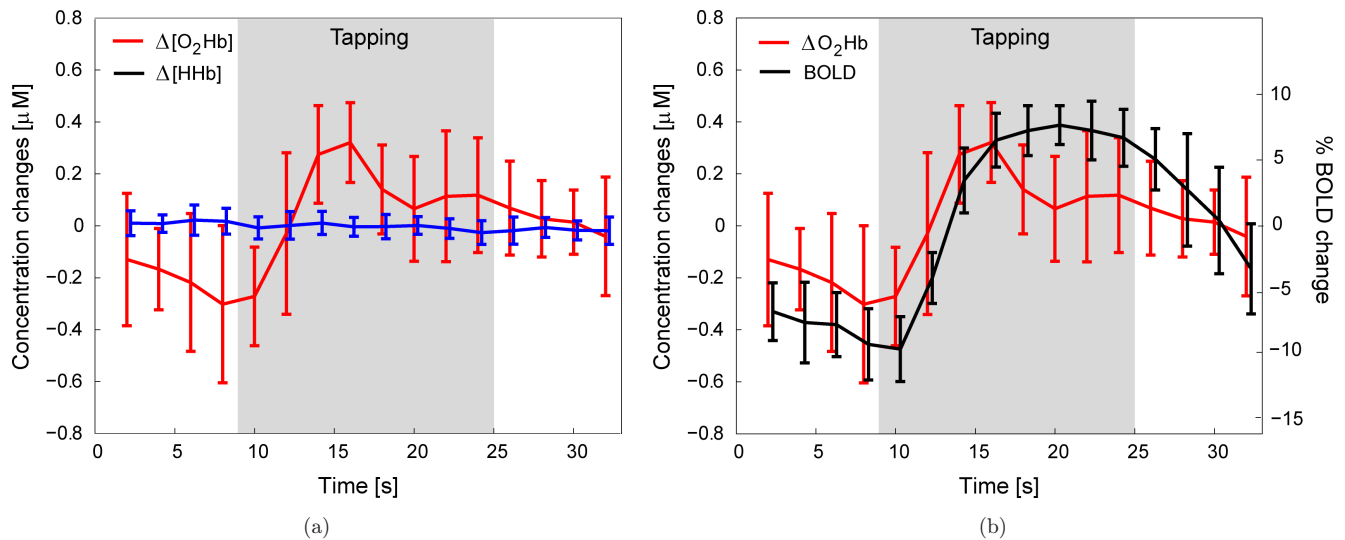 0.8
0.6
0.4
0.2
0
−0.2
−0.4
−0.6
−0.8
Concentration changes [μM]
Δ[O₂Hb]
Δ[HHb]
Tapping
0 5 10 15 20 25 30
Time [s]
(a)
0.8
0.6
0.4
0.2
0
−0.2
−0.4
−0.6
−0.8
Concentration changes [μM]
ΔO₂Hb
BOLD
Tapping
10
5
0
−5
−10
−15
% BOLD change
0 5 10 15 20 25 30
Time [s]
(b)